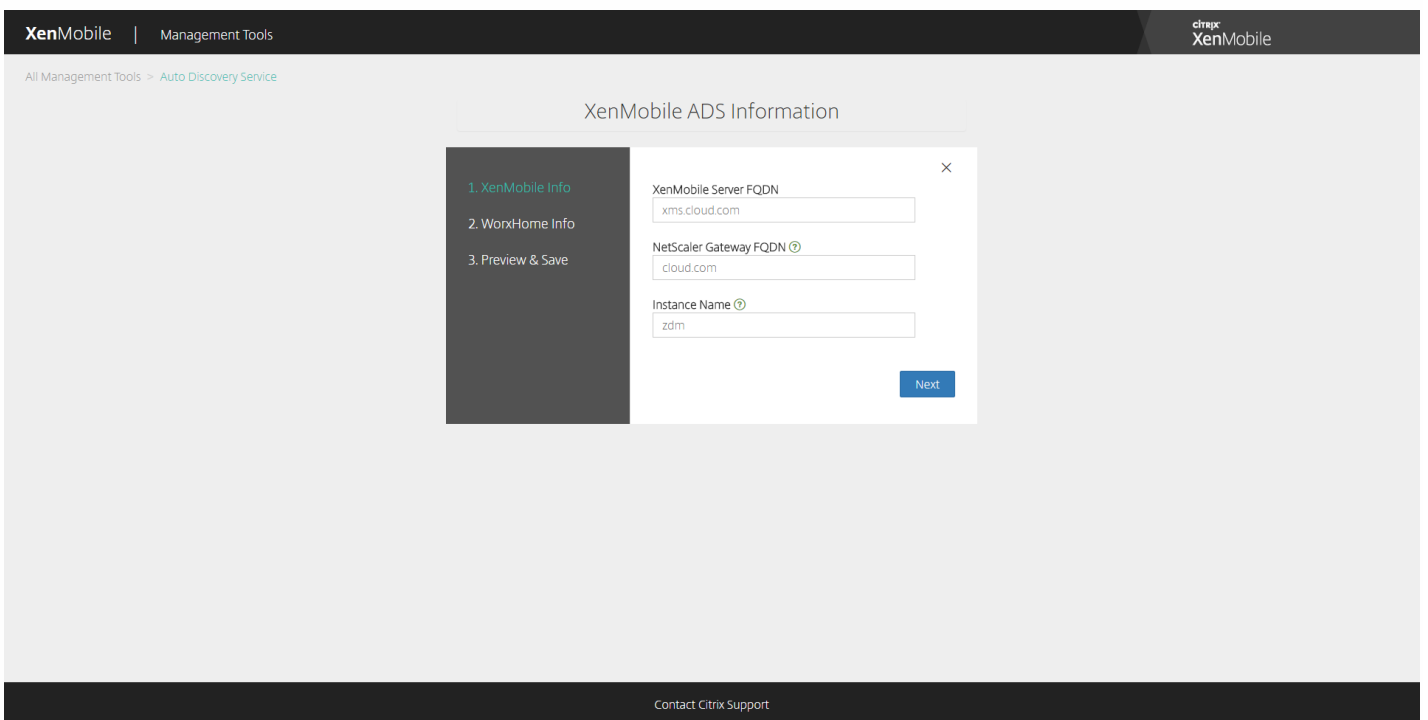 XenMobile | Management Tools
CİTRIX
XenMobile
All Management Tools > Auto Discovery Service
XenMobile ADS Information
1. XenMobile Info
2. WorxHome Info
3. Preview & Save
XenMobile Server FQDN
xms.cloud.com
NetScaler Gateway FQDN ?
cloud.com
Instance Name ?
zdm
Next
Contact Citrix Support